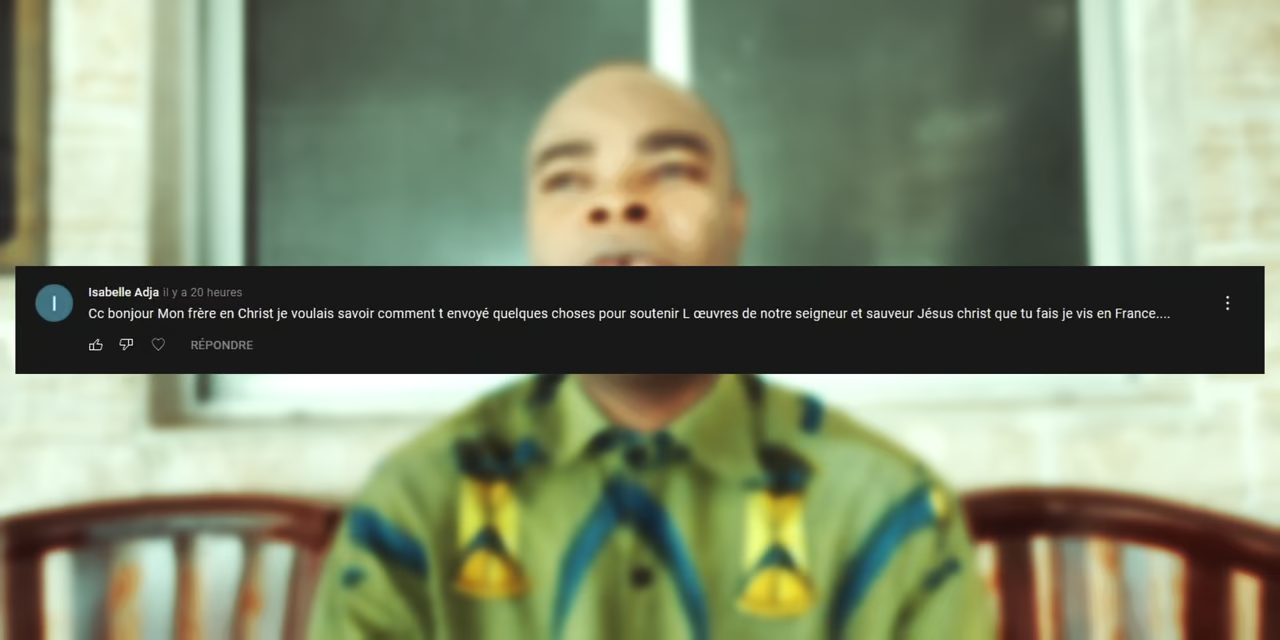 I
Isabelle Adja il y a 20 heures
Cc bonjour Mon frère en Christ je voulais savoir comment t envoyé quelques choses pour soutenir L œuvres de notre seigneur et sauveur Jésus christ que tu fais je vis en France....
RÉPONDRE